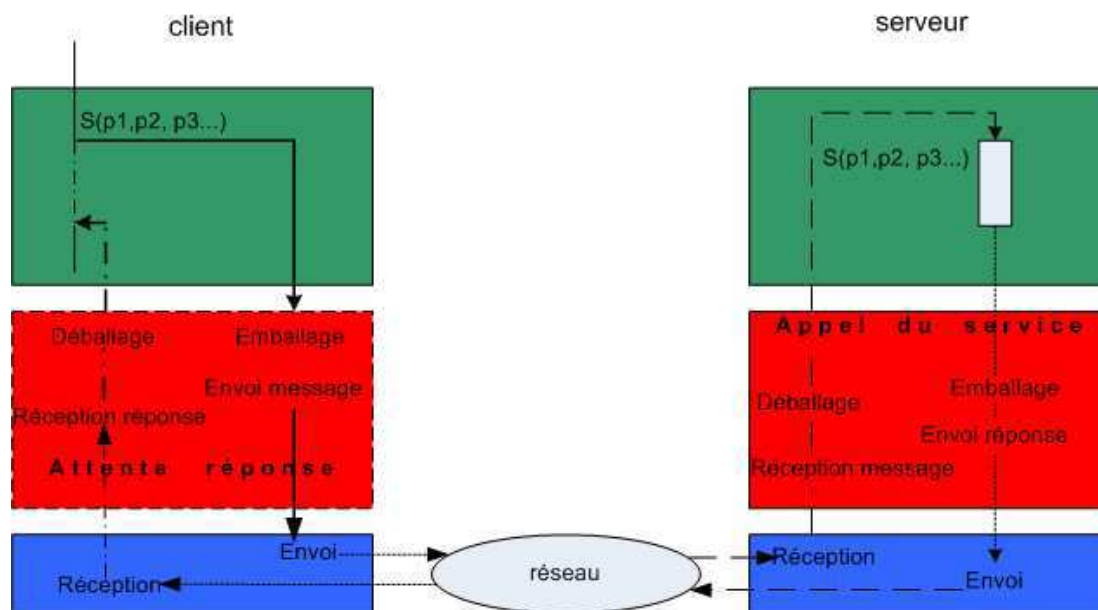 client
serveur
S(p1,p2, p3...)
S(p1,p2, p3...)
Déballage
Emballage
Envoi message
Réception réponse
Attente réponse
Appel du service
Déballage
Emballage
Envoi réponse
Réception message
Envoi
Réception
réseau
Réception
Envoi